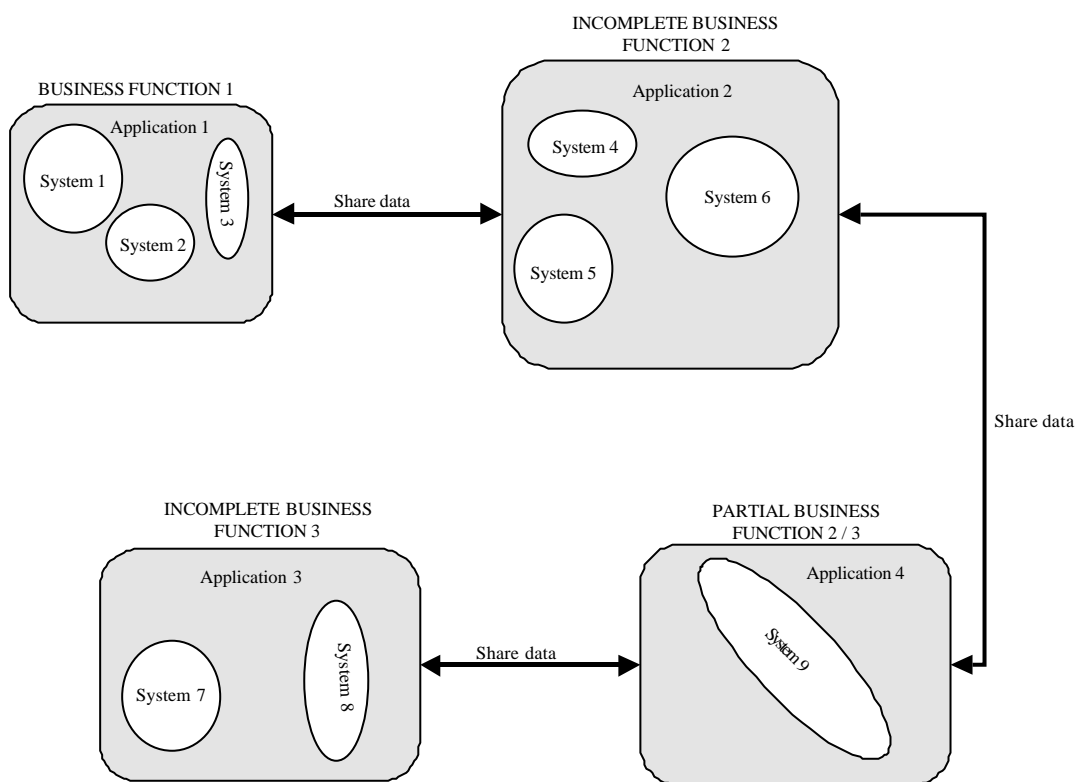 INCOMPLETE BUSINESS
FUNCTION 2
BUSINESS FUNCTION 1
Application 2
Application 1
System 1
System 2
System 3
Share data
System 4
System 5
System 6
Share data
INCOMPLETE BUSINESS
FUNCTION 3
PARTIAL BUSINESS
FUNCTION 2 / 3
Application 3
System 7
System 8
Share data
Application 4
System 9